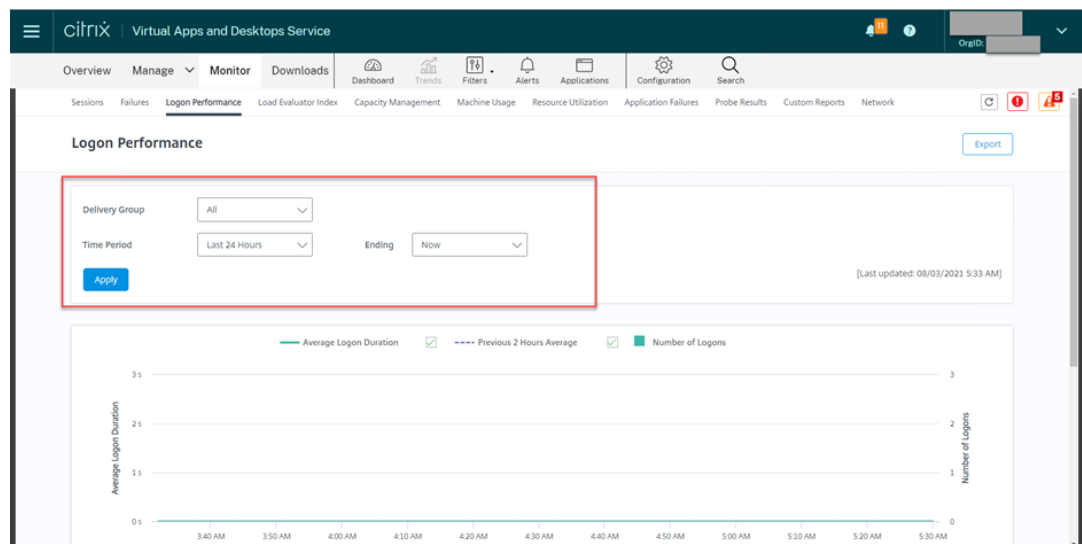 citrix | Virtual Apps and Desktops Service 11 ?
OrgID:
Overview Manage Monitor Downloads Dashboard Trends Filters Alerts Applications Configuration Search
Sessions Failures Logon Performance Load Evaluator Index Capacity Management Machine Usage Resource Utilization Application Failures Probe Results Custom Reports Network 5
Logon Performance Export
Delivery Group All
Time Period Last 24 Hours Ending Now
Apply [Last updated: 08/03/2021 5:33 AM]
Average Logon Duration Previous 2 Hours Average Number of Logons
3 s 3
2 s 2
1 s 1
0 s 0
Average Logon Duration
Number of Logons
3:40 AM 3:50 AM 4:00 AM 4:10 AM 4:20 AM 4:30 AM 4:40 AM 4:50 AM 5:00 AM 5:10 AM 5:20 AM 5:30 AM